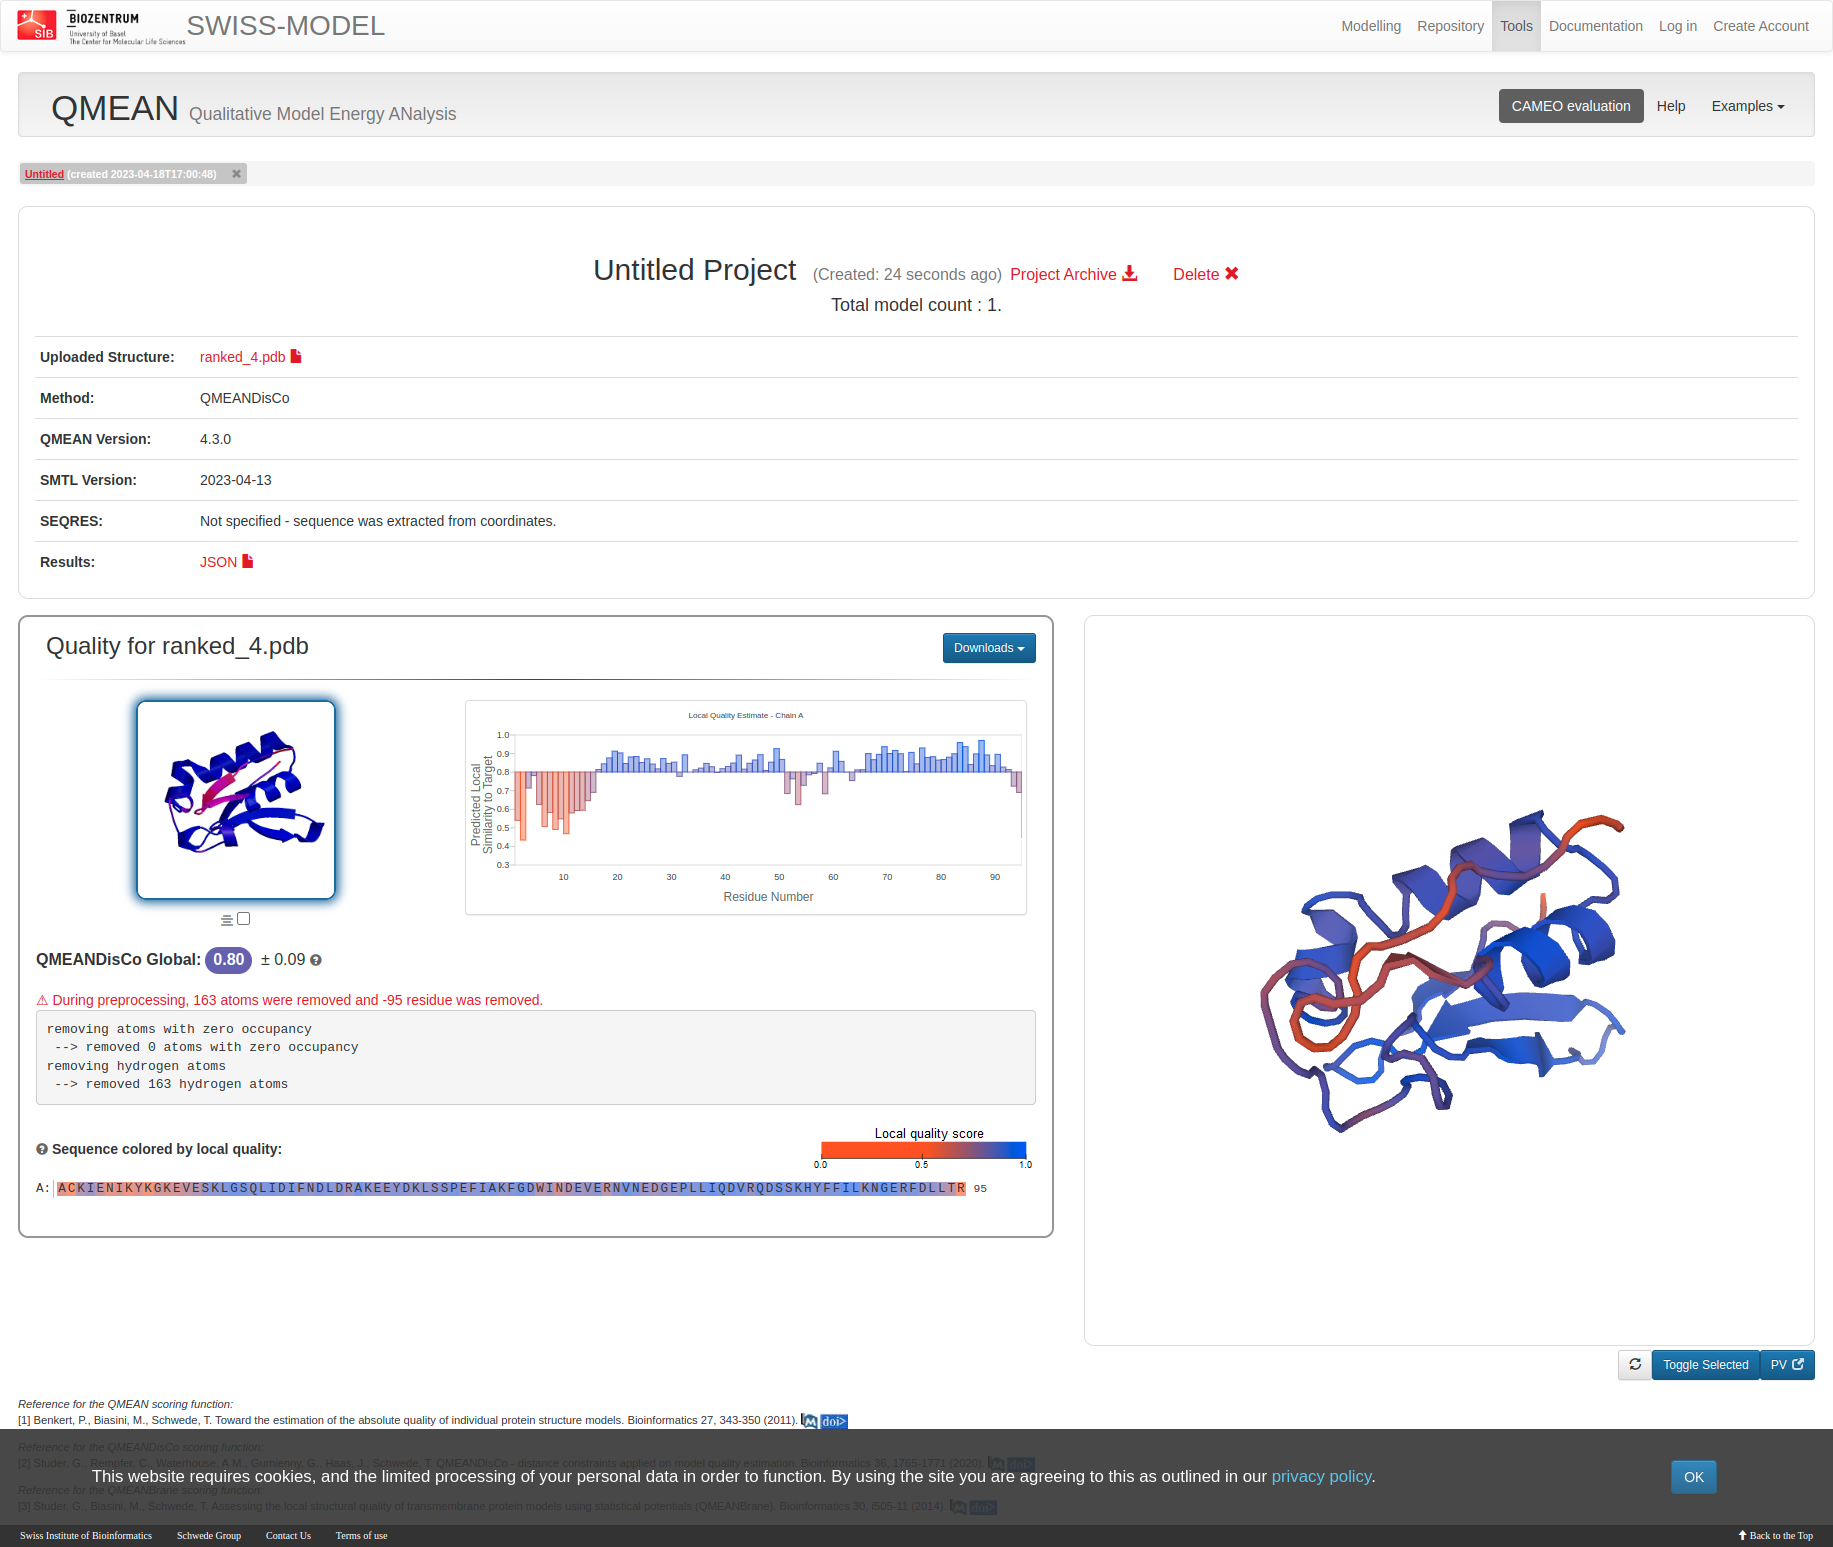 SIB
BIOZENTRUM
University of Basel
The Center for Molecular Life Sciences
SWISS-MODEL
Modelling Repository Tools Documentation Log in Create Account
QMEAN Qualitative Model Energy ANalysis
CAMEO evaluation Help Examples
Untitled (created 2023-04-18T17:00:48) ✖
Untitled Project (Created: 24 seconds ago) Project Archive Delete ✖
Total model count : 1.
Uploaded Structure: ranked_4.pdb
Method: QMEANDisCo
QMEAN Version: 4.3.0
SMTL Version: 2023-04-13
SEQRES: Not specified - sequence was extracted from coordinates.
Results: JSON
Quality for ranked_4.pdb
Downloads
Local Quality Estimate - Chain A
Predicted Local
Similarity to Target
1.0
0.9
0.8
0.7
0.6
0.5
0.4
0.3
10 20 30 40 50 60 70 80 90
Residue Number
QMEANDisCo Global: 0.80 ± 0.09
⚠ During preprocessing, 163 atoms were removed and -95 residue was removed.
removing atoms with zero occupancy
--> removed 0 atoms with zero occupancy
removing hydrogen atoms
--> removed 163 hydrogen atoms
Sequence colored by local quality:
Local quality score
0.0 0.5 1.0
A: ACKIENIKYKGKEVESKLGSQLIDIFNDLDRAKEEYDKLSSPEFIAKFGDWINDEVERNVNEDGEPLLIQDVRQDSSKHYFFILKNGERFDLLTR 95
Toggle Selected PV
Reference for the QMEAN scoring function:
[1] Benkert, P., Biasini, M., Schwede, T. Toward the estimation of the absolute quality of individual protein structure models. Bioinformatics 27, 343-350 (2011). M doi>
Reference for the QMEANDisCo scoring function:
[2] Studer, G., Rempfer, C., Waterhouse, A.M., Gumienny, G., Haas, J., Schwede, T. QMEANDisCo - distance constraints applied on model quality estimation. Bioinformatics 36, 1765-1771 (2020). M doi>
This website requires cookies, and the limited processing of your personal data in order to function. By using the site you are agreeing to this as outlined in our privacy policy.
OK
Reference for the QMEANBrane scoring function:
[3] Studer, G., Biasini, M., Schwede, T. Assessing the local structural quality of transmembrane protein models using statistical potentials (QMEANBrane). Bioinformatics 30, i505-11 (2014). M doi>
Swiss Institute of Bioinformatics Schwede Group Contact Us Terms of use
Back to the Top